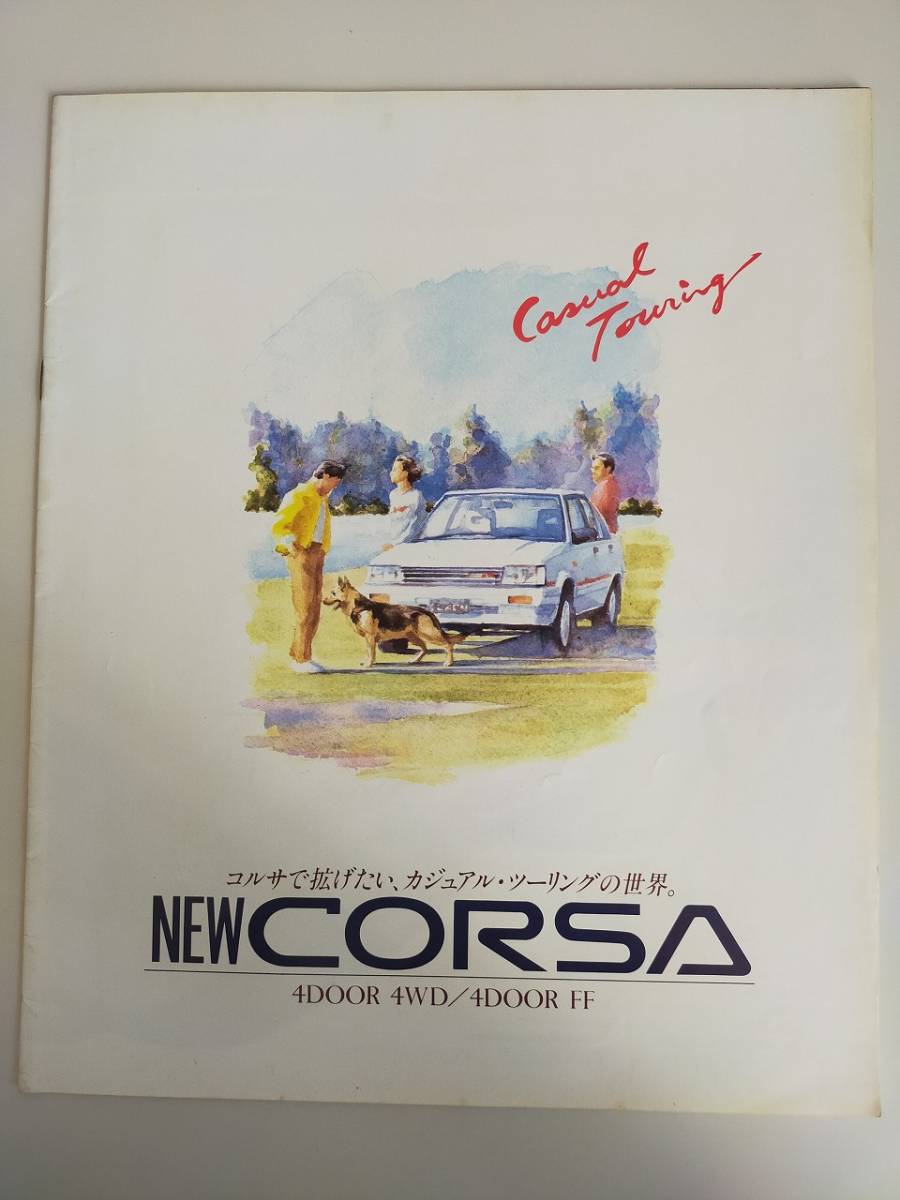 Casual
Touring
コルサで拡げたい、カジュアル・ツーリングの世界。
NEW CORSA
4DOOR 4WD/4DOOR FF